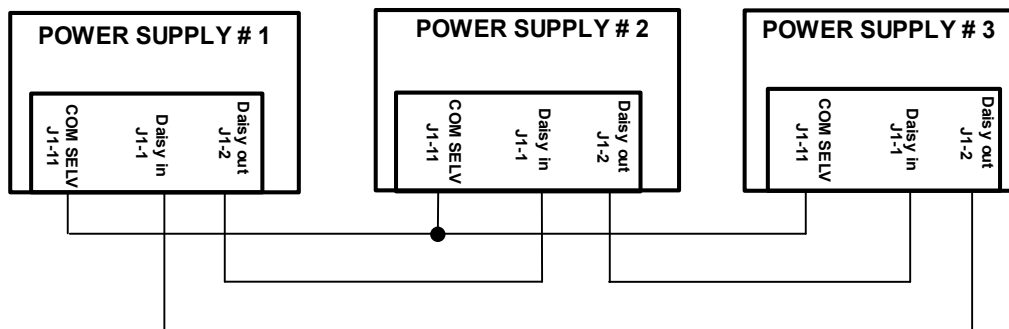 POWER SUPPLY # 1
COM SELV
J1-11
Daisy in
J1-1
Daisy out
J1-2
POWER SUPPLY # 2
COM SELV
J1-11
Daisy in
J1-1
Daisy out
J1-2
POWER SUPPLY # 3
COM SELV
J1-11
Daisy in
J1-1
Daisy out
J1-2